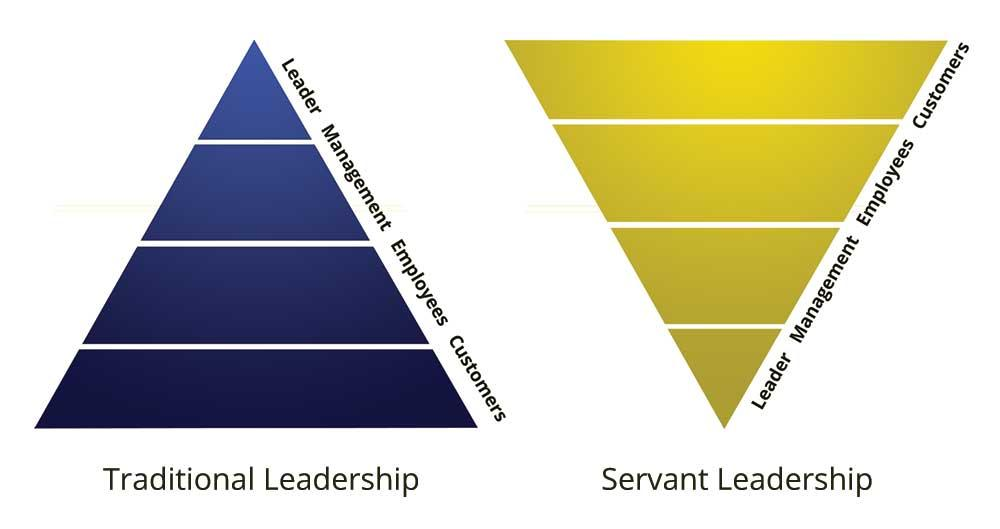 Leader
Management
Employees
Customers
Traditional Leadership
Customers
Employees
Management
Leader
Servant Leadership